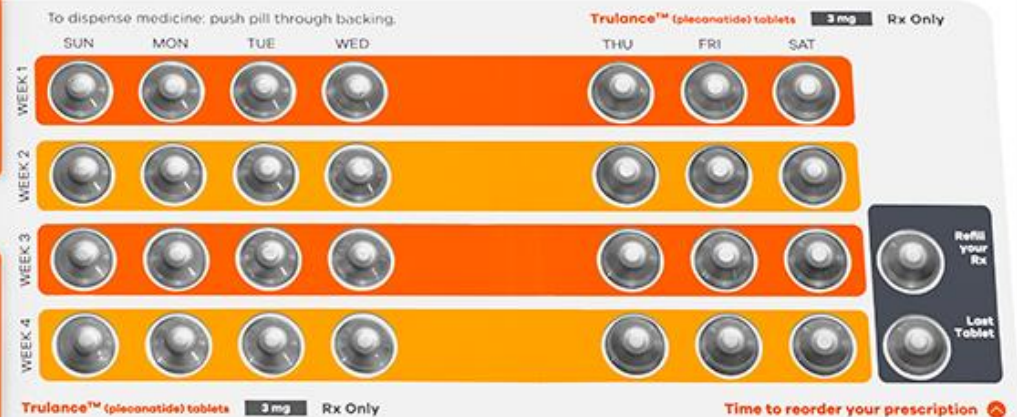 To dispense medicine: push pill through backing.
Trulance™ (plecanatide) tablets 3 mg Rx Only
SUN MON TUE WED THU FRI SAT
WEEK 1
WEEK 2
WEEK 3
Refill
your
Rx
WEEK 4
Last
Tablet
Trulance™ (plecanatide) tablets 3 mg Rx Only
Time to reorder your prescription